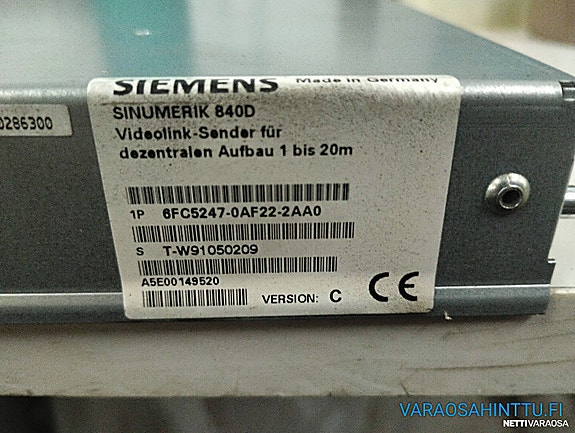 SIEMENS Made in Germany
SINUMERIK 840D
Videolink-Sender für
dezentralen Aufbau 1 bis 20m
0286300
1P 6FC5247-0AF22-2AA0
S T-W91050209
A5E00149520
VERSION: C CE
VARAOSAHINTTU.FI
NETTIVARAOSA